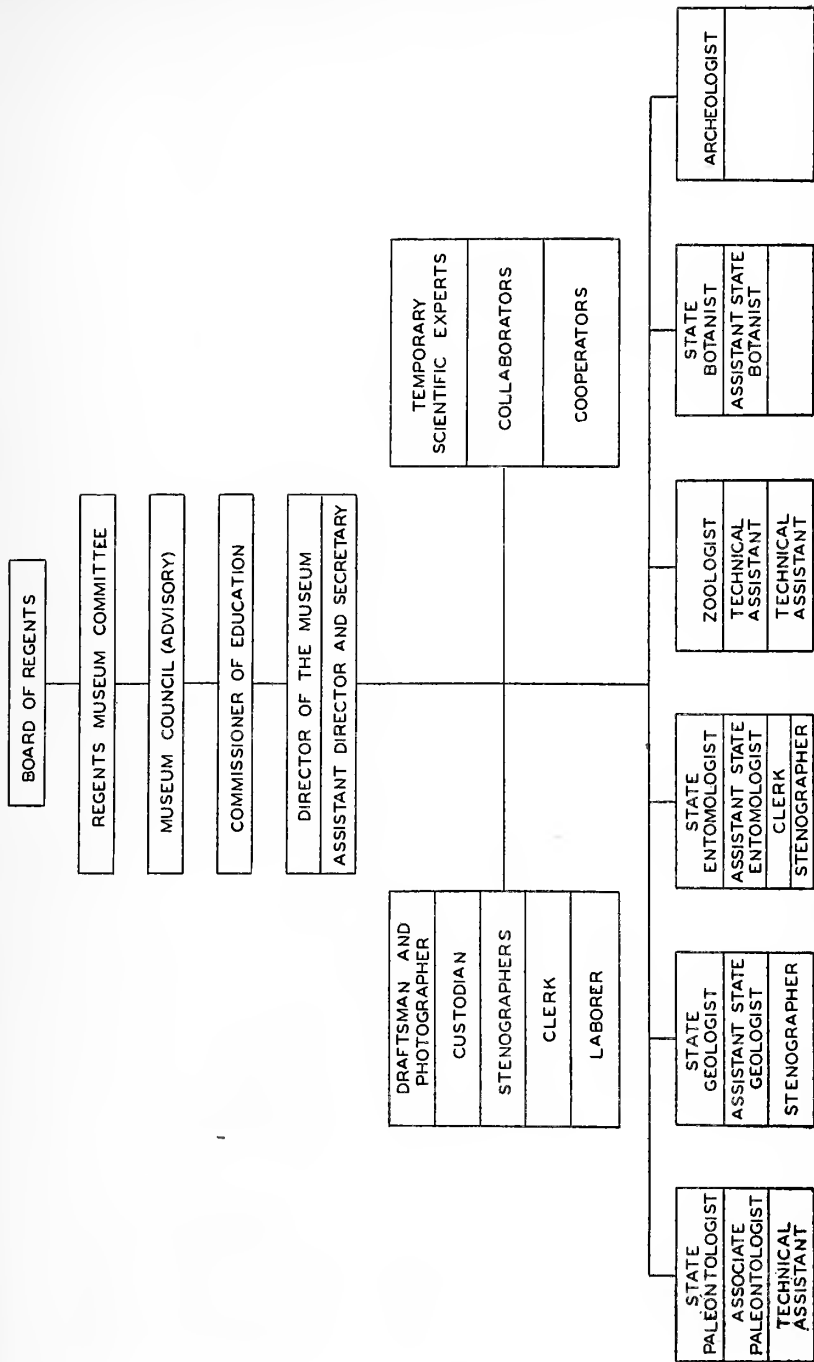 BOARD OF REGENTS
REGENTS MUSEUM COMMITTEE
MUSEUM COUNCIL (ADVISORY)
COMMISSIONER OF EDUCATION
DIRECTOR OF THE MUSEUM
ASSISTANT DIRECTOR AND SECRETARY
DRAFTSMAN AND
PHOTOGRAPHER
CUSTODIAN
STENOGRAPHERS
CLERK
LABORER
TEMPORARY
SCIENTIFIC EXPERTS
COLLABORATORS
COOPERATORS
STATE
PALEONTOLOGIST
ASSOCIATE
PALEONTOLOGIST
TECHNICAL
ASSISTANT
STATE
GEOLOGIST
ASSISTANT STATE
GEOLOGIST
STENOGRAPHER
STATE
ENTOMOLOGIST
ASSISTANT STATE
ENTOMOLOGIST
CLERK
STENOGRAPHER
ZOOLOGIST
TECHNICAL
ASSISTANT
TECHNICAL
ASSISTANT
STATE
BOTANIST
ASSISTANT STATE
BOTANIST
ARCHEOLOGIST